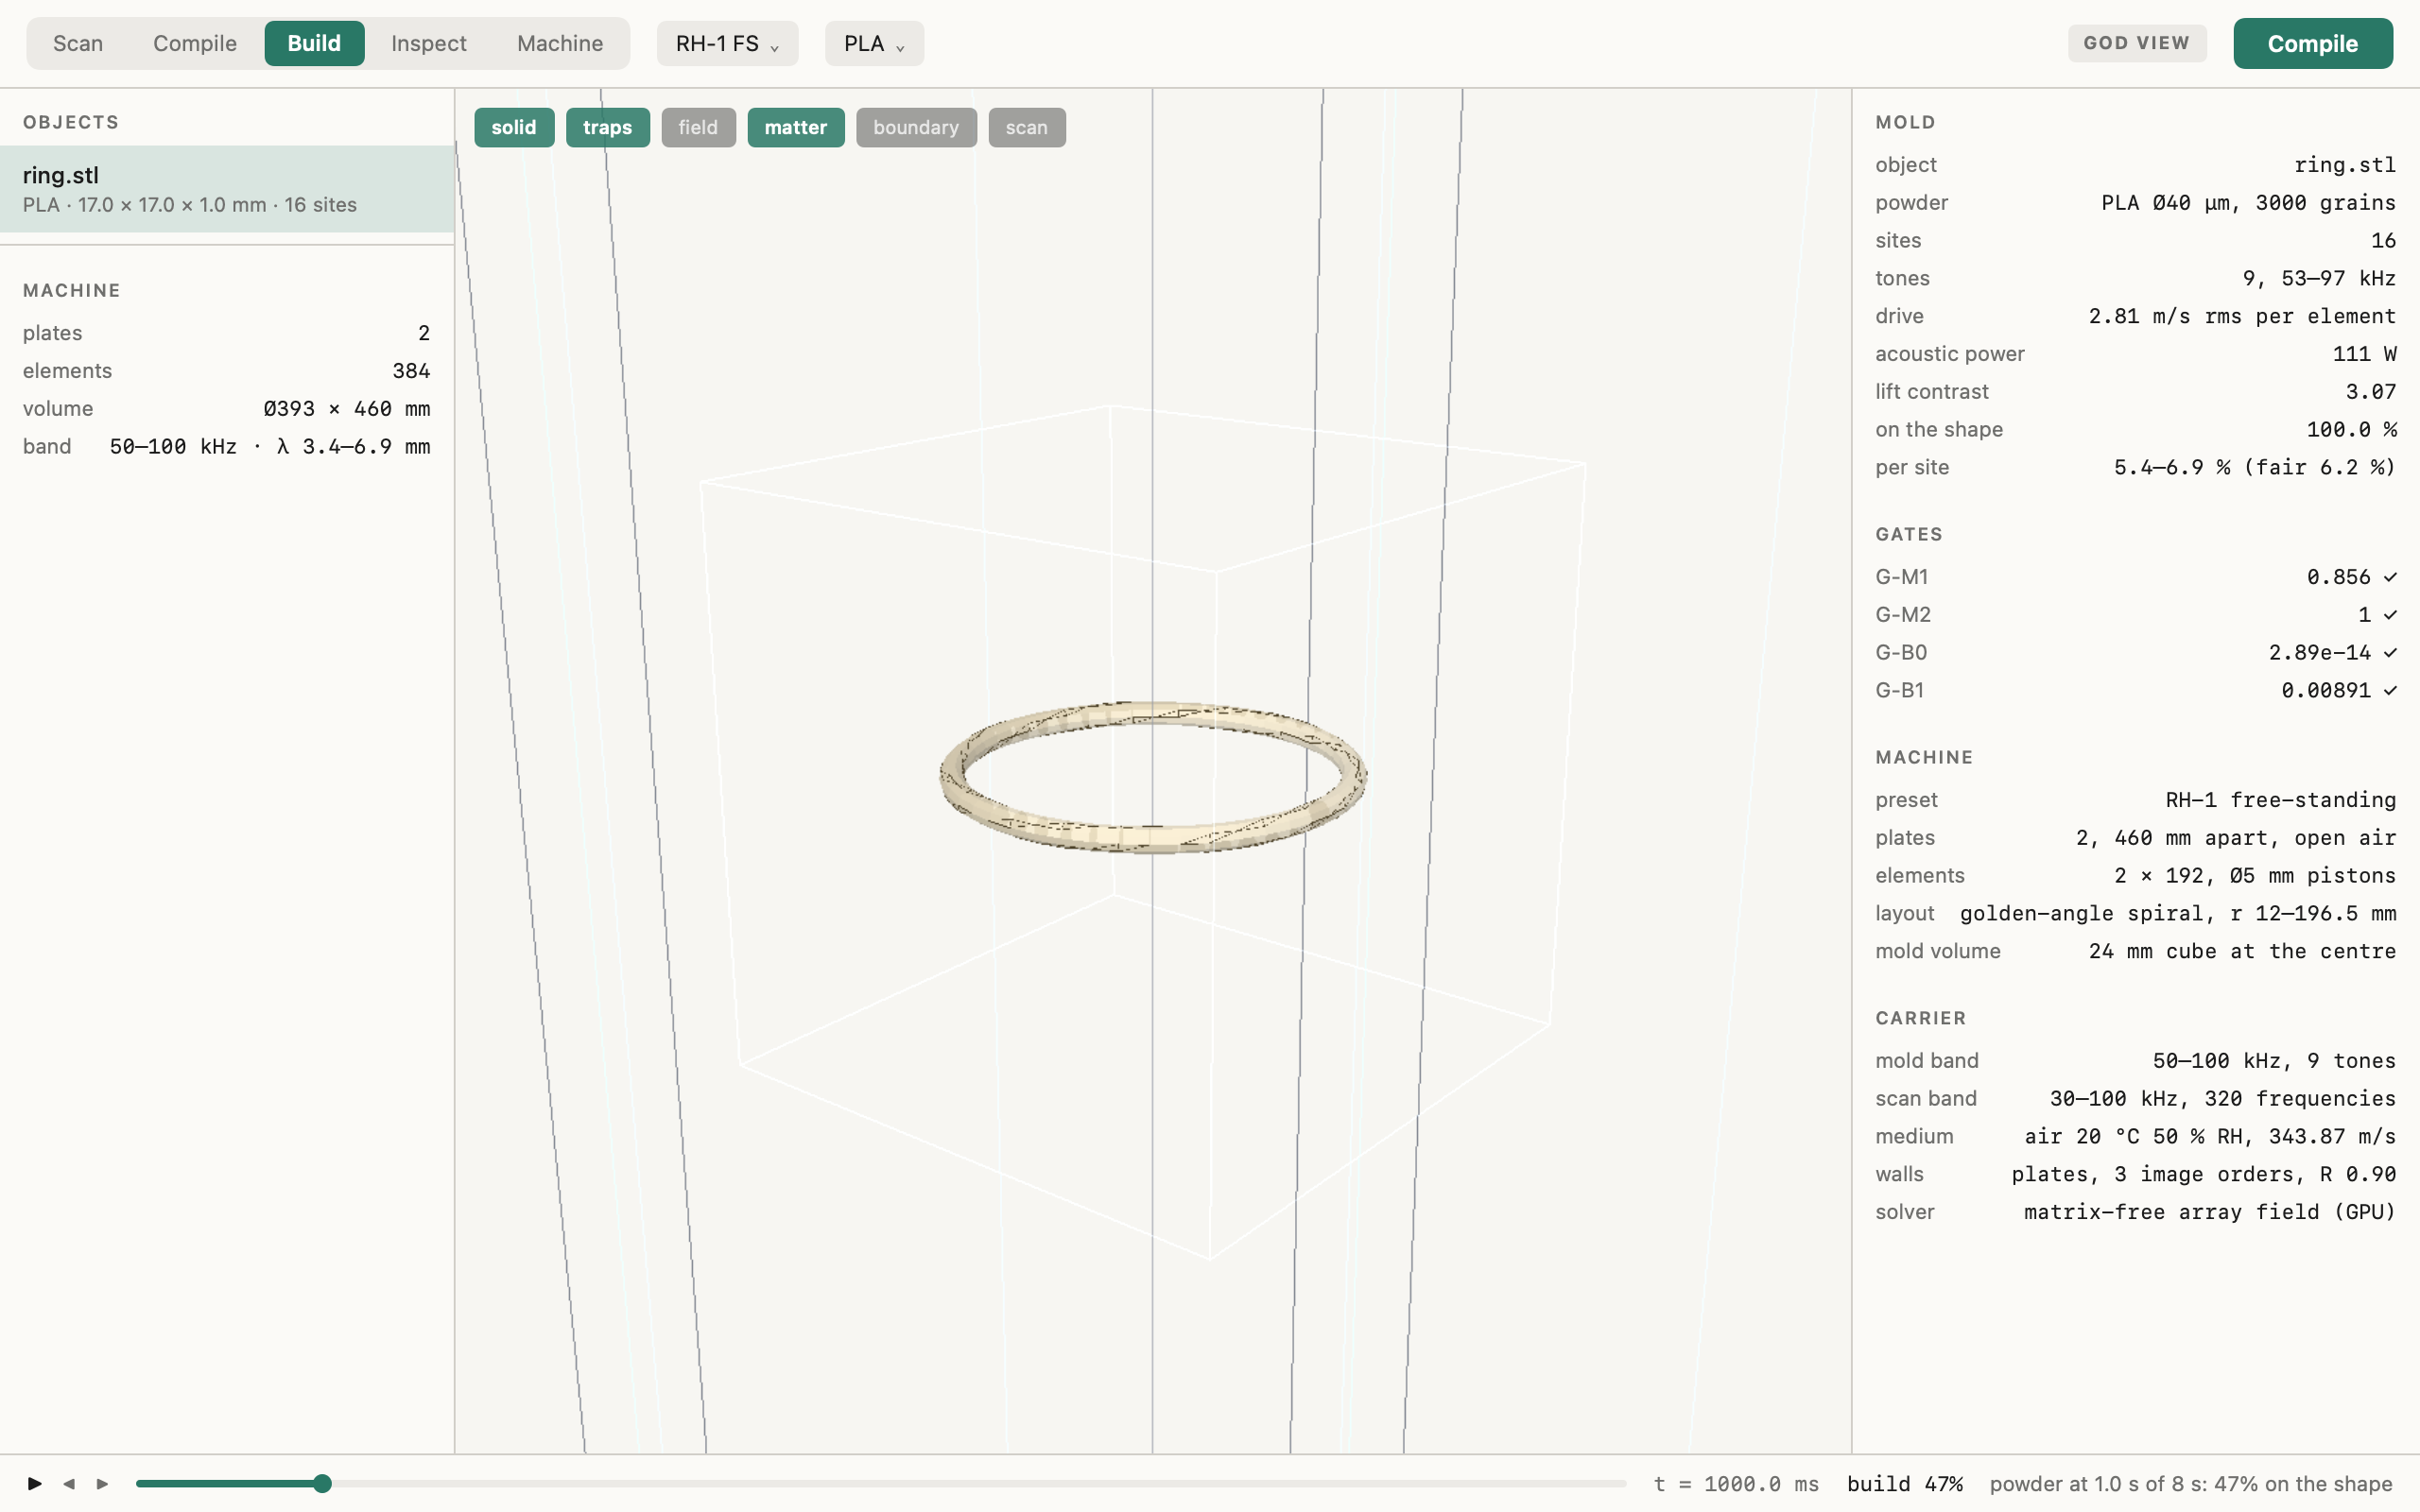 Scan Compile Build Inspect Machine RH-1 FS PLA GOD VIEW Compile
OBJECTS
ring.stl
PLA · 17.0 × 17.0 × 1.0 mm · 16 sites
MACHINE
plates 2
elements 384
volume Ø393 × 460 mm
band 50–100 kHz · λ 3.4–6.9 mm
solid traps field matter boundary scan
MOLD
object ring.stl
powder PLA Ø40 µm, 3000 grains
sites 16
tones 9, 53–97 kHz
drive 2.81 m/s rms per element
acoustic power 111 W
lift contrast 3.07
on the shape 100.0 %
per site 5.4–6.9 % (fair 6.2 %)
GATES
G-M1 0.856 ✓
G-M2 1 ✓
G-B0 2.89e-14 ✓
G-B1 0.00891 ✓
MACHINE
preset RH-1 free-standing
plates 2, 460 mm apart, open air
elements 2 × 192, Ø5 mm pistons
layout golden-angle spiral, r 12–196.5 mm
mold volume 24 mm cube at the centre
CARRIER
mold band 50–100 kHz, 9 tones
scan band 30–100 kHz, 320 frequencies
medium air 20 °C 50 % RH, 343.87 m/s
walls plates, 3 image orders, R 0.90
solver matrix-free array field (GPU)
t = 1000.0 ms build 47% powder at 1.0 s of 8 s: 47% on the shape